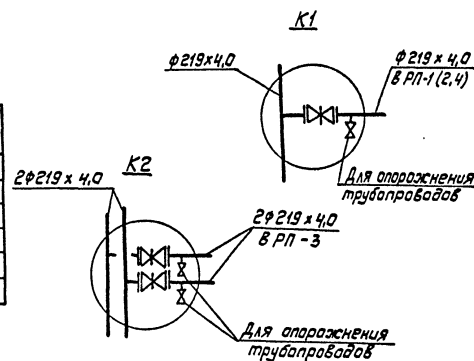 К1
ф219х4,0
ф219 х 4,0
в РП-1(2,4)
Для опорожнения
трубопроводов
К2
2ф219 х 4,0
2ф219 х 4,0
в РП-3
Для опорожнения
трубопроводов